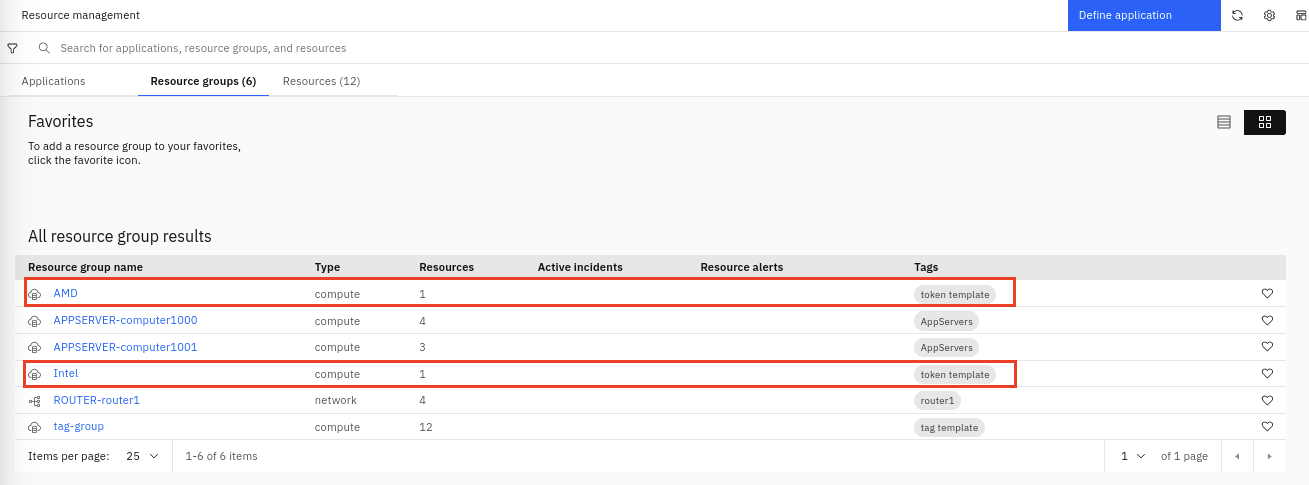 Resource management
Define application
Search for applications, resource groups, and resources
Applications Resource groups (6) Resources (12)
Favorites
To add a resource group to your favorites,
click the favorite icon.
All resource group results
Resource group name Type Resources Active incidents Resource alerts Tags
AMD compute 1 token template
APPSERVER-computer1000 compute 4 AppServers
APPSERVER-computer1001 compute 3 AppServers
Intel compute 1 token template
ROUTER-router1 network 4 router1
tag-group compute 12 tag template
Items per page: 25 1-6 of 6 items 1 of 1 page